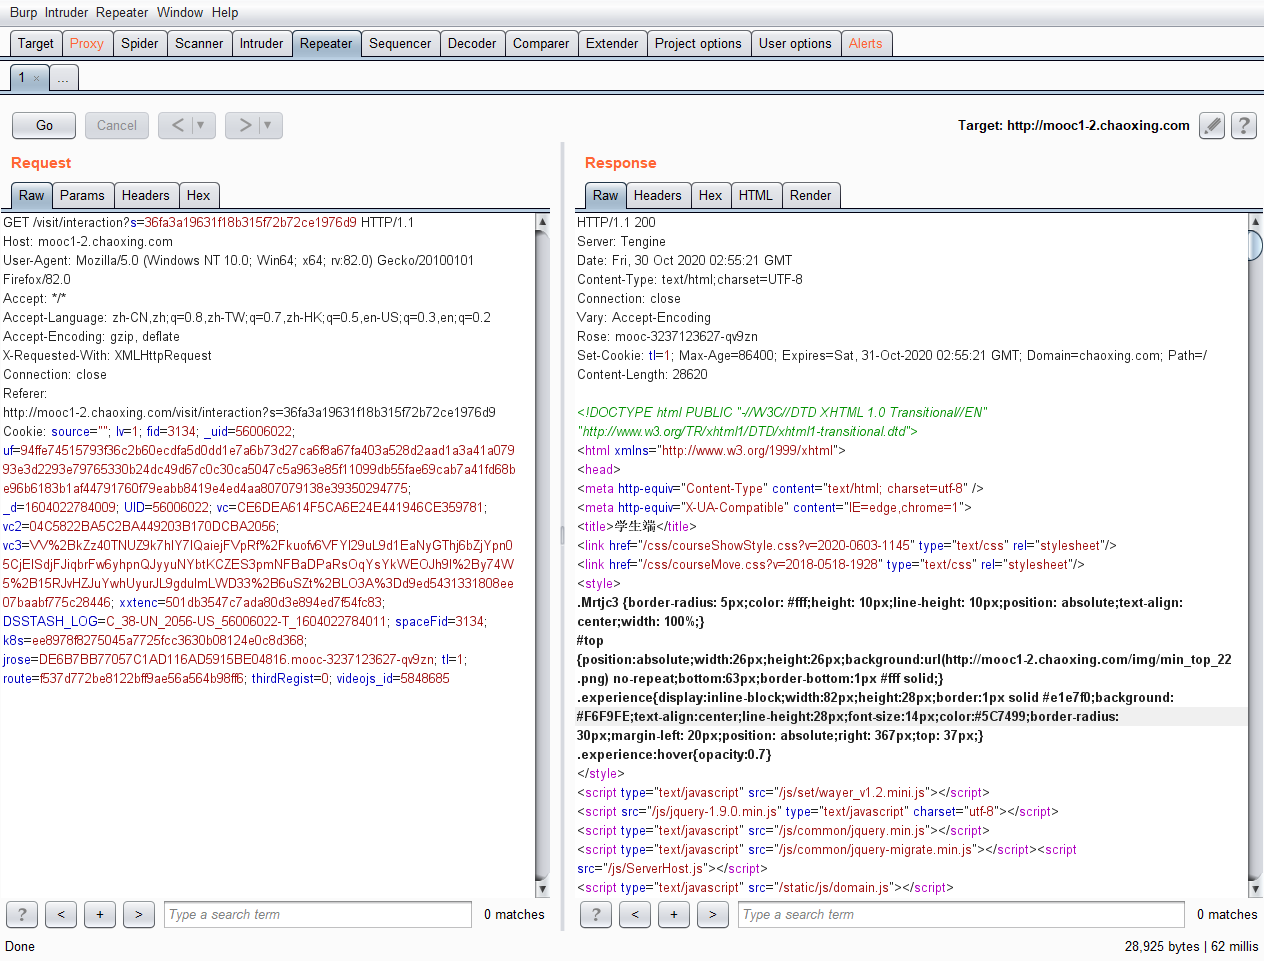 Burp Intruder Repeater Window Help
Target Proxy Spider Scanner Intruder Repeater Sequencer Decoder Comparer Extender Project options User options Alerts
1 × ...
Go Cancel < > Target: http://mooc1-2.chaoxing.com ?
Request
Raw Params Headers Hex
GET /visit/interaction?s=36fa3a19631f18b315f72b72ce1976d9 HTTP/1.1
Host: mooc1-2.chaoxing.com
User-Agent: Mozilla/5.0 (Windows NT 10.0; Win64; x64; rv:82.0) Gecko/20100101
Firefox/82.0
Accept: */*
Accept-Language: zh-CN,zh;q=0.8,zh-TW;q=0.7,zh-HK;q=0.5,en-US;q=0.3,en;q=0.2
Accept-Encoding: gzip, deflate
X-Requested-With: XMLHttpRequest
Connection: close
Referer:
http://mooc1-2.chaoxing.com/visit/interaction?s=36fa3a19631f18b315f72b72ce1976d9
Cookie: source=""; lv=1; fid=3134; _uid=56006022;
uf=94ffe74515793f36c2b60ecdfa5d0dd1e7a6b73d27ca6f8a67fa403a528d2aad1a3a41a079
93e3d2293e79765330b24dc49d67c0c30ca5047c5a963e85f11099db55fae69cab7a41fd68b
e96b6183b1af44791760f79eabb8419e4ed4aa807079138e39350294775;
_d=1604022784009; UID=56006022; vc=CE6DEA614F5CA6E24E441946CE359781;
vc2=04C5822BA5C2BA449203B170DCBA2056;
vc3=VV%2BkZz40TNUZ9k7hIY7IQaiejFVpRf%2Fkuofv6VFYl29uL9d1EaNyGThj6bZjYpn0
5CjEISdjFJiqbrFw6yhpnQJyyuNYbtKCZES3pmNFBaDPaRsOqYsYkWEOJh9I%2By74W
5%2B15RJvHZJuYwhUyurJL9gdulmLWD33%2B6uSZt%2BLO3A%3Dd9ed5431331808ee
07baabf775c28446; xxtenc=501db3547c7ada80d3e894ed7f54fc83;
DSSTASH_LOG=C_38-UN_2056-US_56006022-T_1604022784011; spaceFid=3134;
k8s=ee8978f8275045a7725fcc3630b08124e0c8d368;
jrose=DE6B7BB77057C1AD116AD5915BE04816.mooc-3237123627-qv9zn; tl=1;
route=f537d772be8122bff9ae56a564b98ff6; thirdRegist=0; videojs_id=5848685
? < + > Type a search term 0 matches
Response
Raw Headers Hex HTML Render
HTTP/1.1 200
Server: Tengine
Date: Fri, 30 Oct 2020 02:55:21 GMT
Content-Type: text/html;charset=UTF-8
Connection: close
Vary: Accept-Encoding
Rose: mooc-3237123627-qv9zn
Set-Cookie: tl=1; Max-Age=86400; Expires=Sat, 31-Oct-2020 02:55:21 GMT; Domain=chaoxing.com; Path=/
Content-Length: 28620
<!DOCTYPE html PUBLIC "-//W3C//DTD XHTML 1.0 Transitional//EN"
"http://www.w3.org/TR/xhtml1/DTD/xhtml1-transitional.dtd">
<html xmlns="http://www.w3.org/1999/xhtml">
<head>
<meta http-equiv="Content-Type" content="text/html; charset=utf-8" />
<meta http-equiv="X-UA-Compatible" content="IE=edge,chrome=1">
<title>学生端</title>
<link href="/css/courseShowStyle.css?v=2020-0603-1145" type="text/css" rel="stylesheet"/>
<link href="/css/courseMove.css?v=2018-0518-1928" type="text/css" rel="stylesheet"/>
<style>
.Mrtjc3 {border-radius: 5px;color: #fff;height: 10px;line-height: 10px;position: absolute;text-align:
center;width: 100%;}
#top
{position:absolute;width:26px;height:26px;background:url(http://mooc1-2.chaoxing.com/img/min_top_22
.png) no-repeat;bottom:63px;border-bottom:1px #fff solid;}
.experience{display:inline-block;width:82px;height:28px;border:1px solid #e1e7f0;background:
#F6F9FE;text-align:center;line-height:28px;font-size:14px;color:#5C7499;border-radius:
30px;margin-left: 20px;position: absolute;right: 367px;top: 37px;}
.experience:hover{opacity:0.7}
</style>
<script type="text/javascript" src="/js/set/wayer_v1.2.mini.js"></script>
<script src="/js/jquery-1.9.0.min.js" type="text/javascript" charset="utf-8"></script>
<script type="text/javascript" src="/js/common/jquery.min.js"></script>
<script type="text/javascript" src="/js/common/jquery-migrate.min.js"></script><script
src="/js/ServerHost.js"></script>
<script type="text/javascript" src="/static/js/domain.js"></script>
? < + > Type a search term 0 matches
Done 28,925 bytes | 62 millis